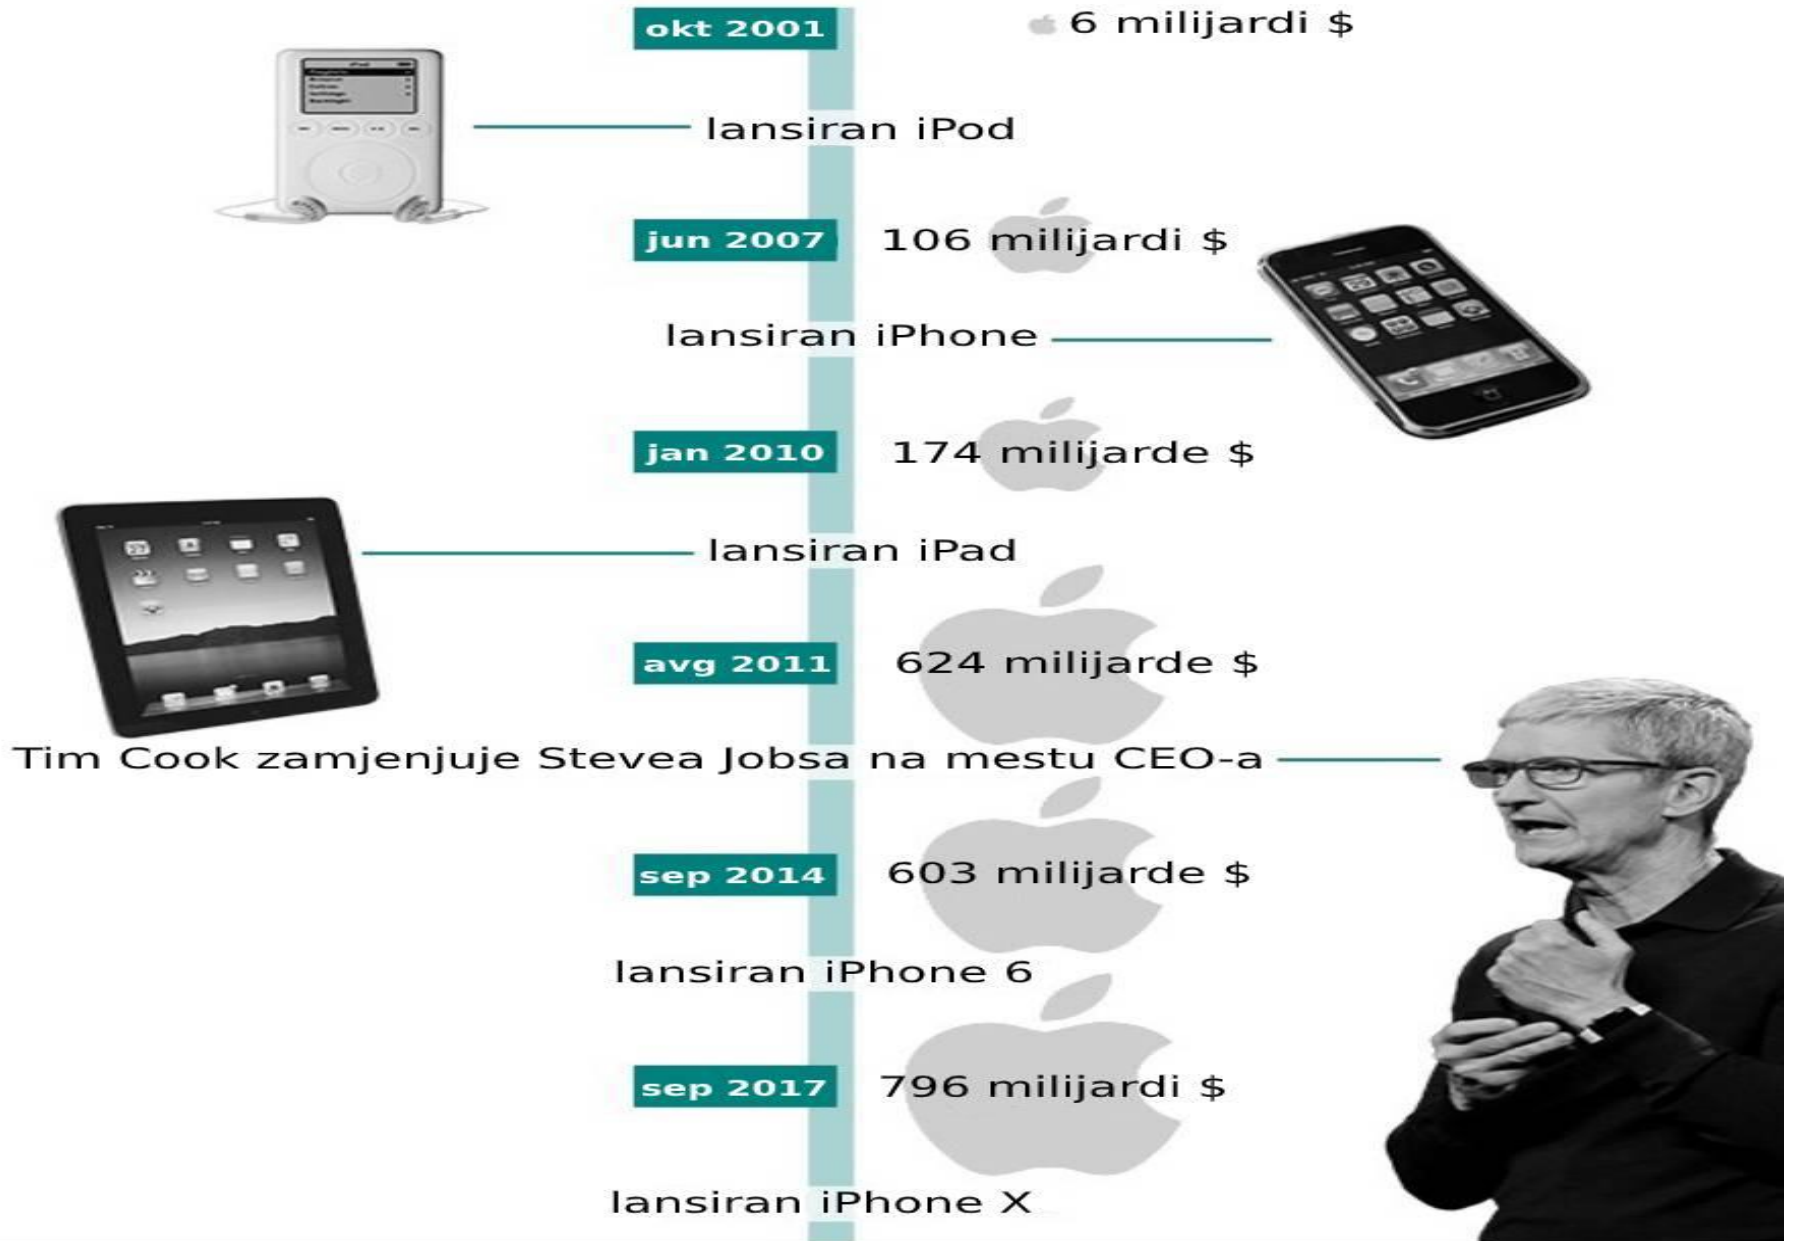 okt 2001
6 milijardi $
lansiran iPod
jun 2007
106 milijardi $
lansiran iPhone
jan 2010
174 milijarde $
lansiran iPad
avg 2011
624 milijarde $
Tim Cook zamjenjuje Stevea Jobsa na mestu CEO-a
sep 2014
603 milijarde $
lansiran iPhone 6
sep 2017
796 milijardi $
lansiran iPhone X